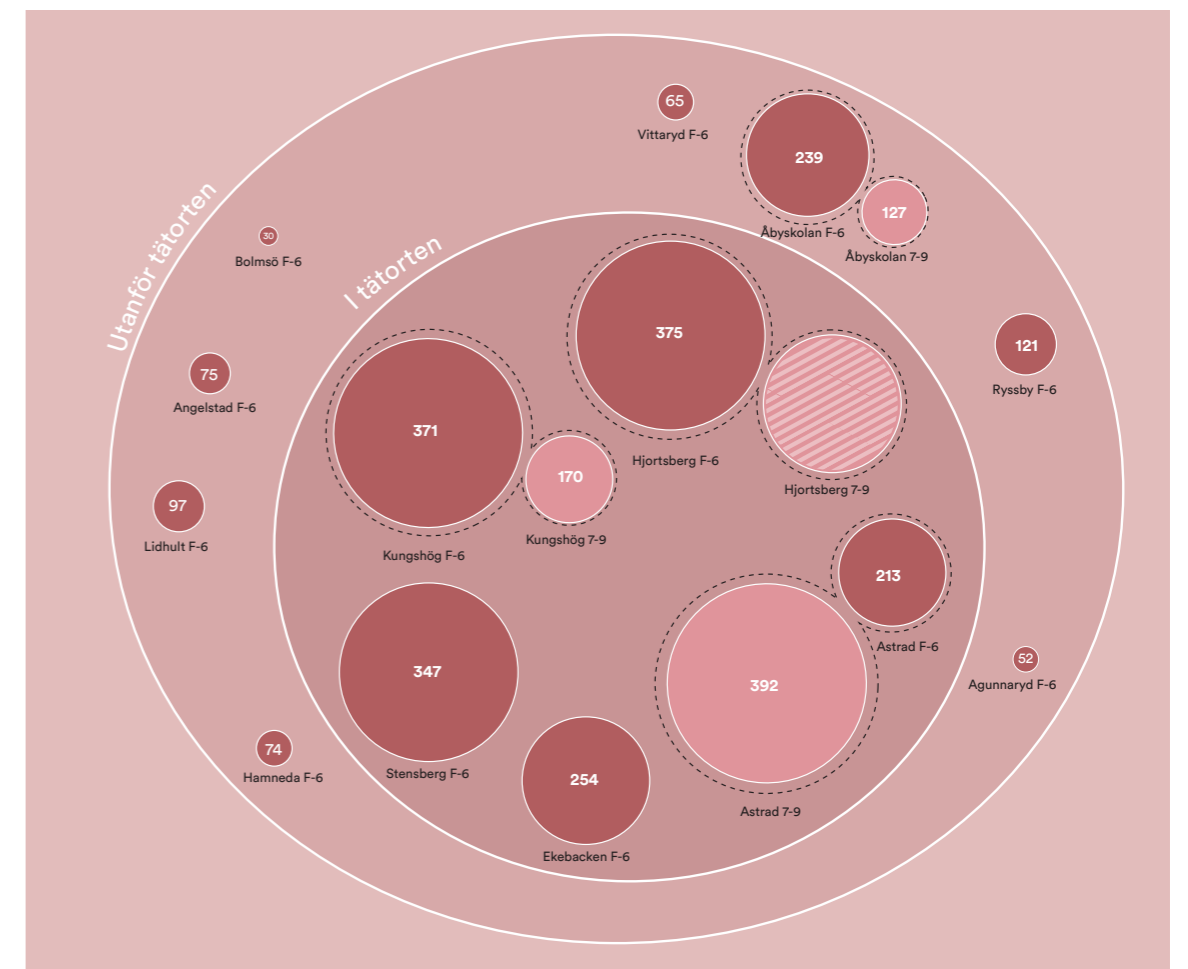 65
Vittaryd F-6
239
Åbyskolan F-6
127
Åbyskolan 7-9
Utanför tätorten
30
Bolmsö F-6
I tätorten
375
Hjortsberg F-6
Hjortsberg 7-9
121
Ryssby F-6
75
Angelstad F-6
371
Kungshög F-6
170
Kungshög 7-9
97
Lidhult F-6
213
Astrad F-6
347
Stensberg F-6
392
Astrad 7-9
52
Agunnaryd F-6
74
Hamneda F-6
254
Ekebacken F-6